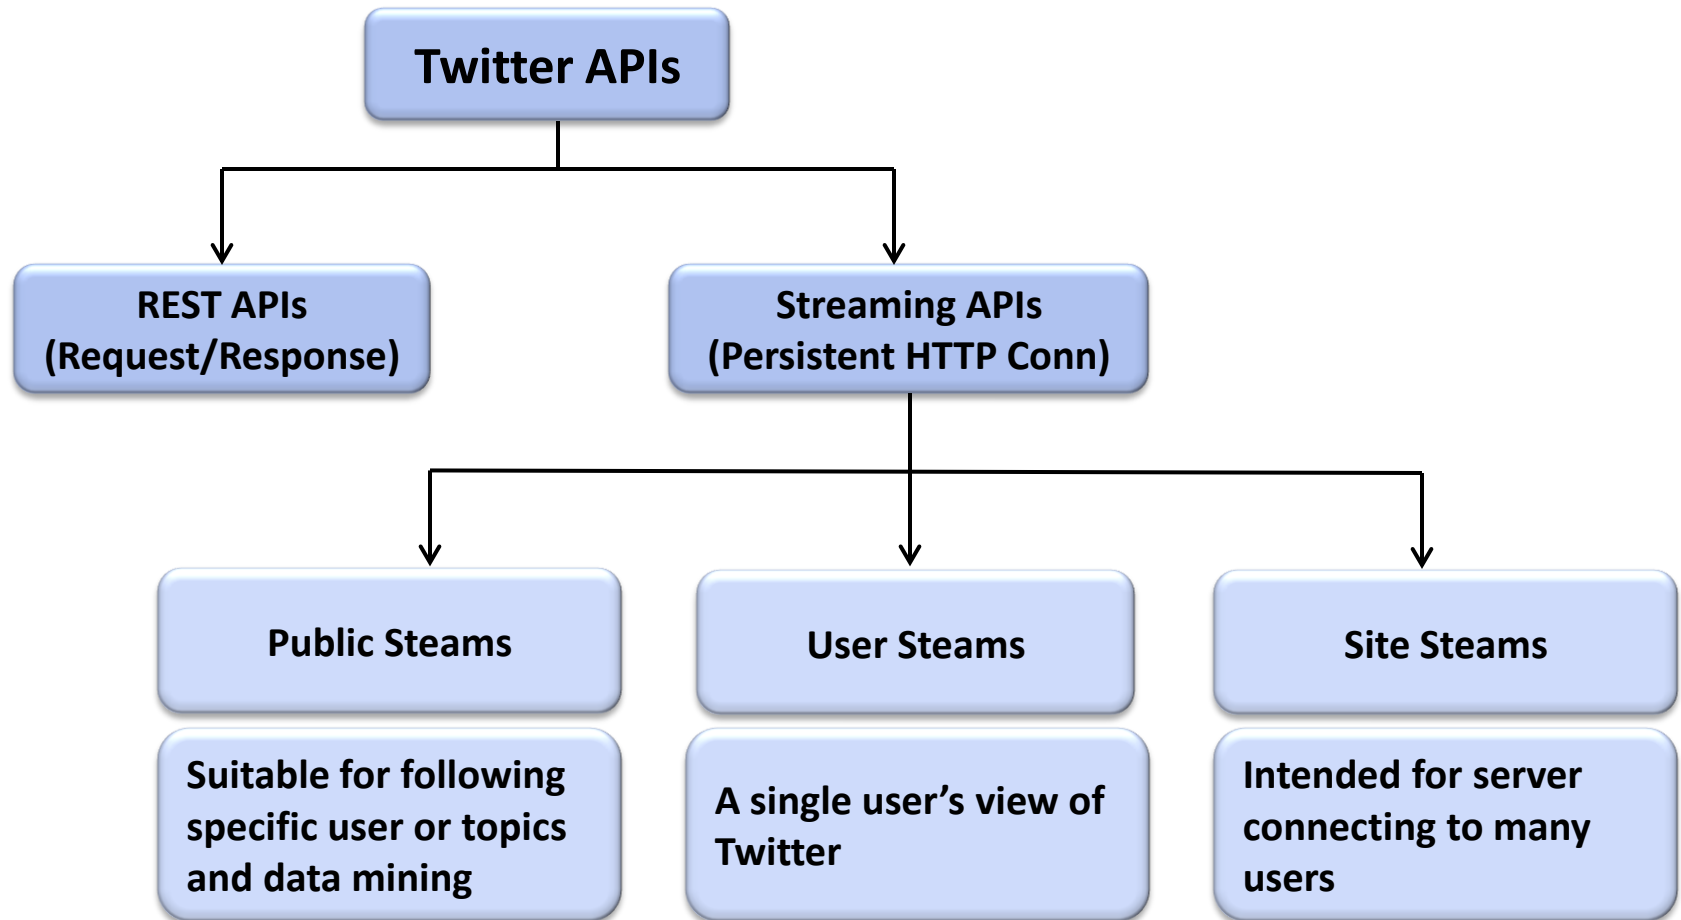 Twitter APIs
REST APIs
(Request/Response)
Streaming APIs
(Persistent HTTP Conn)
Public Steams
User Steams
Site Steams
Suitable for following
specific user or topics
and data mining
A single user’s view of
Twitter
Intended for server
connecting to many
users